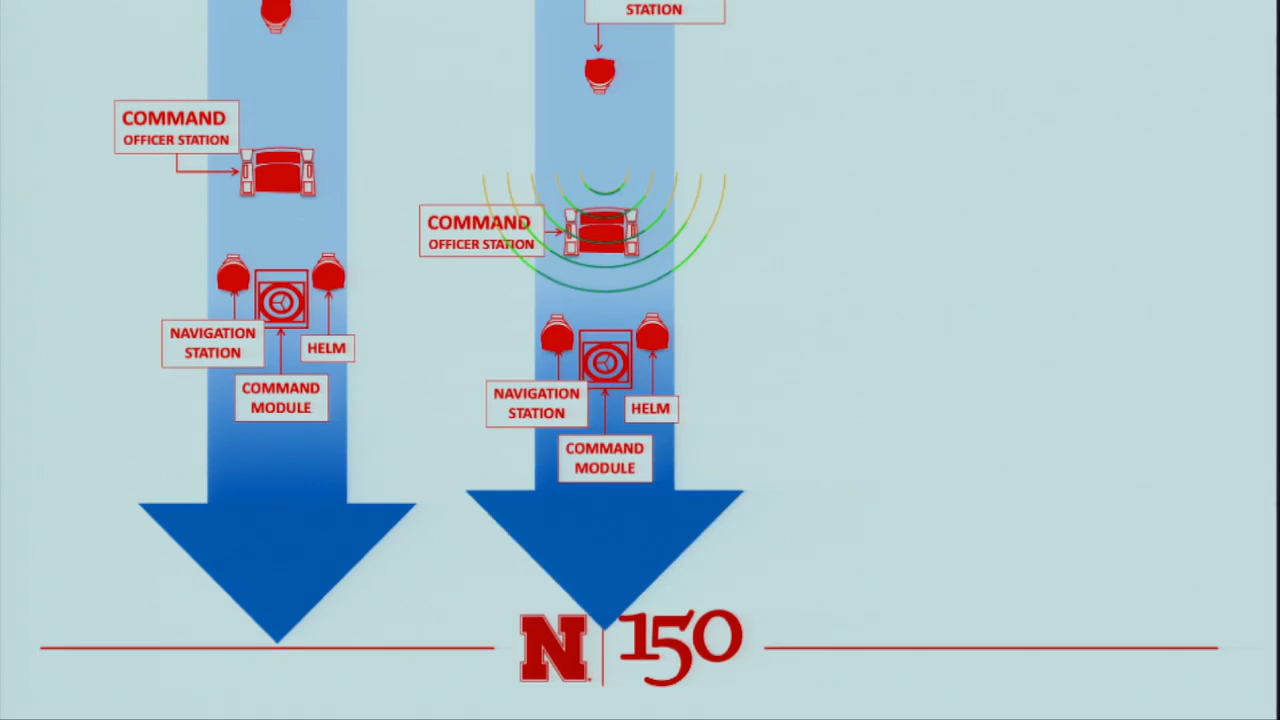 STATION
COMMAND
OFFICER STATION
COMMAND
OFFICER STATION
NAVIGATION
STATION
HELM
COMMAND
MODULE
NAVIGATION
STATION
HELM
COMMAND
MODULE
N 150